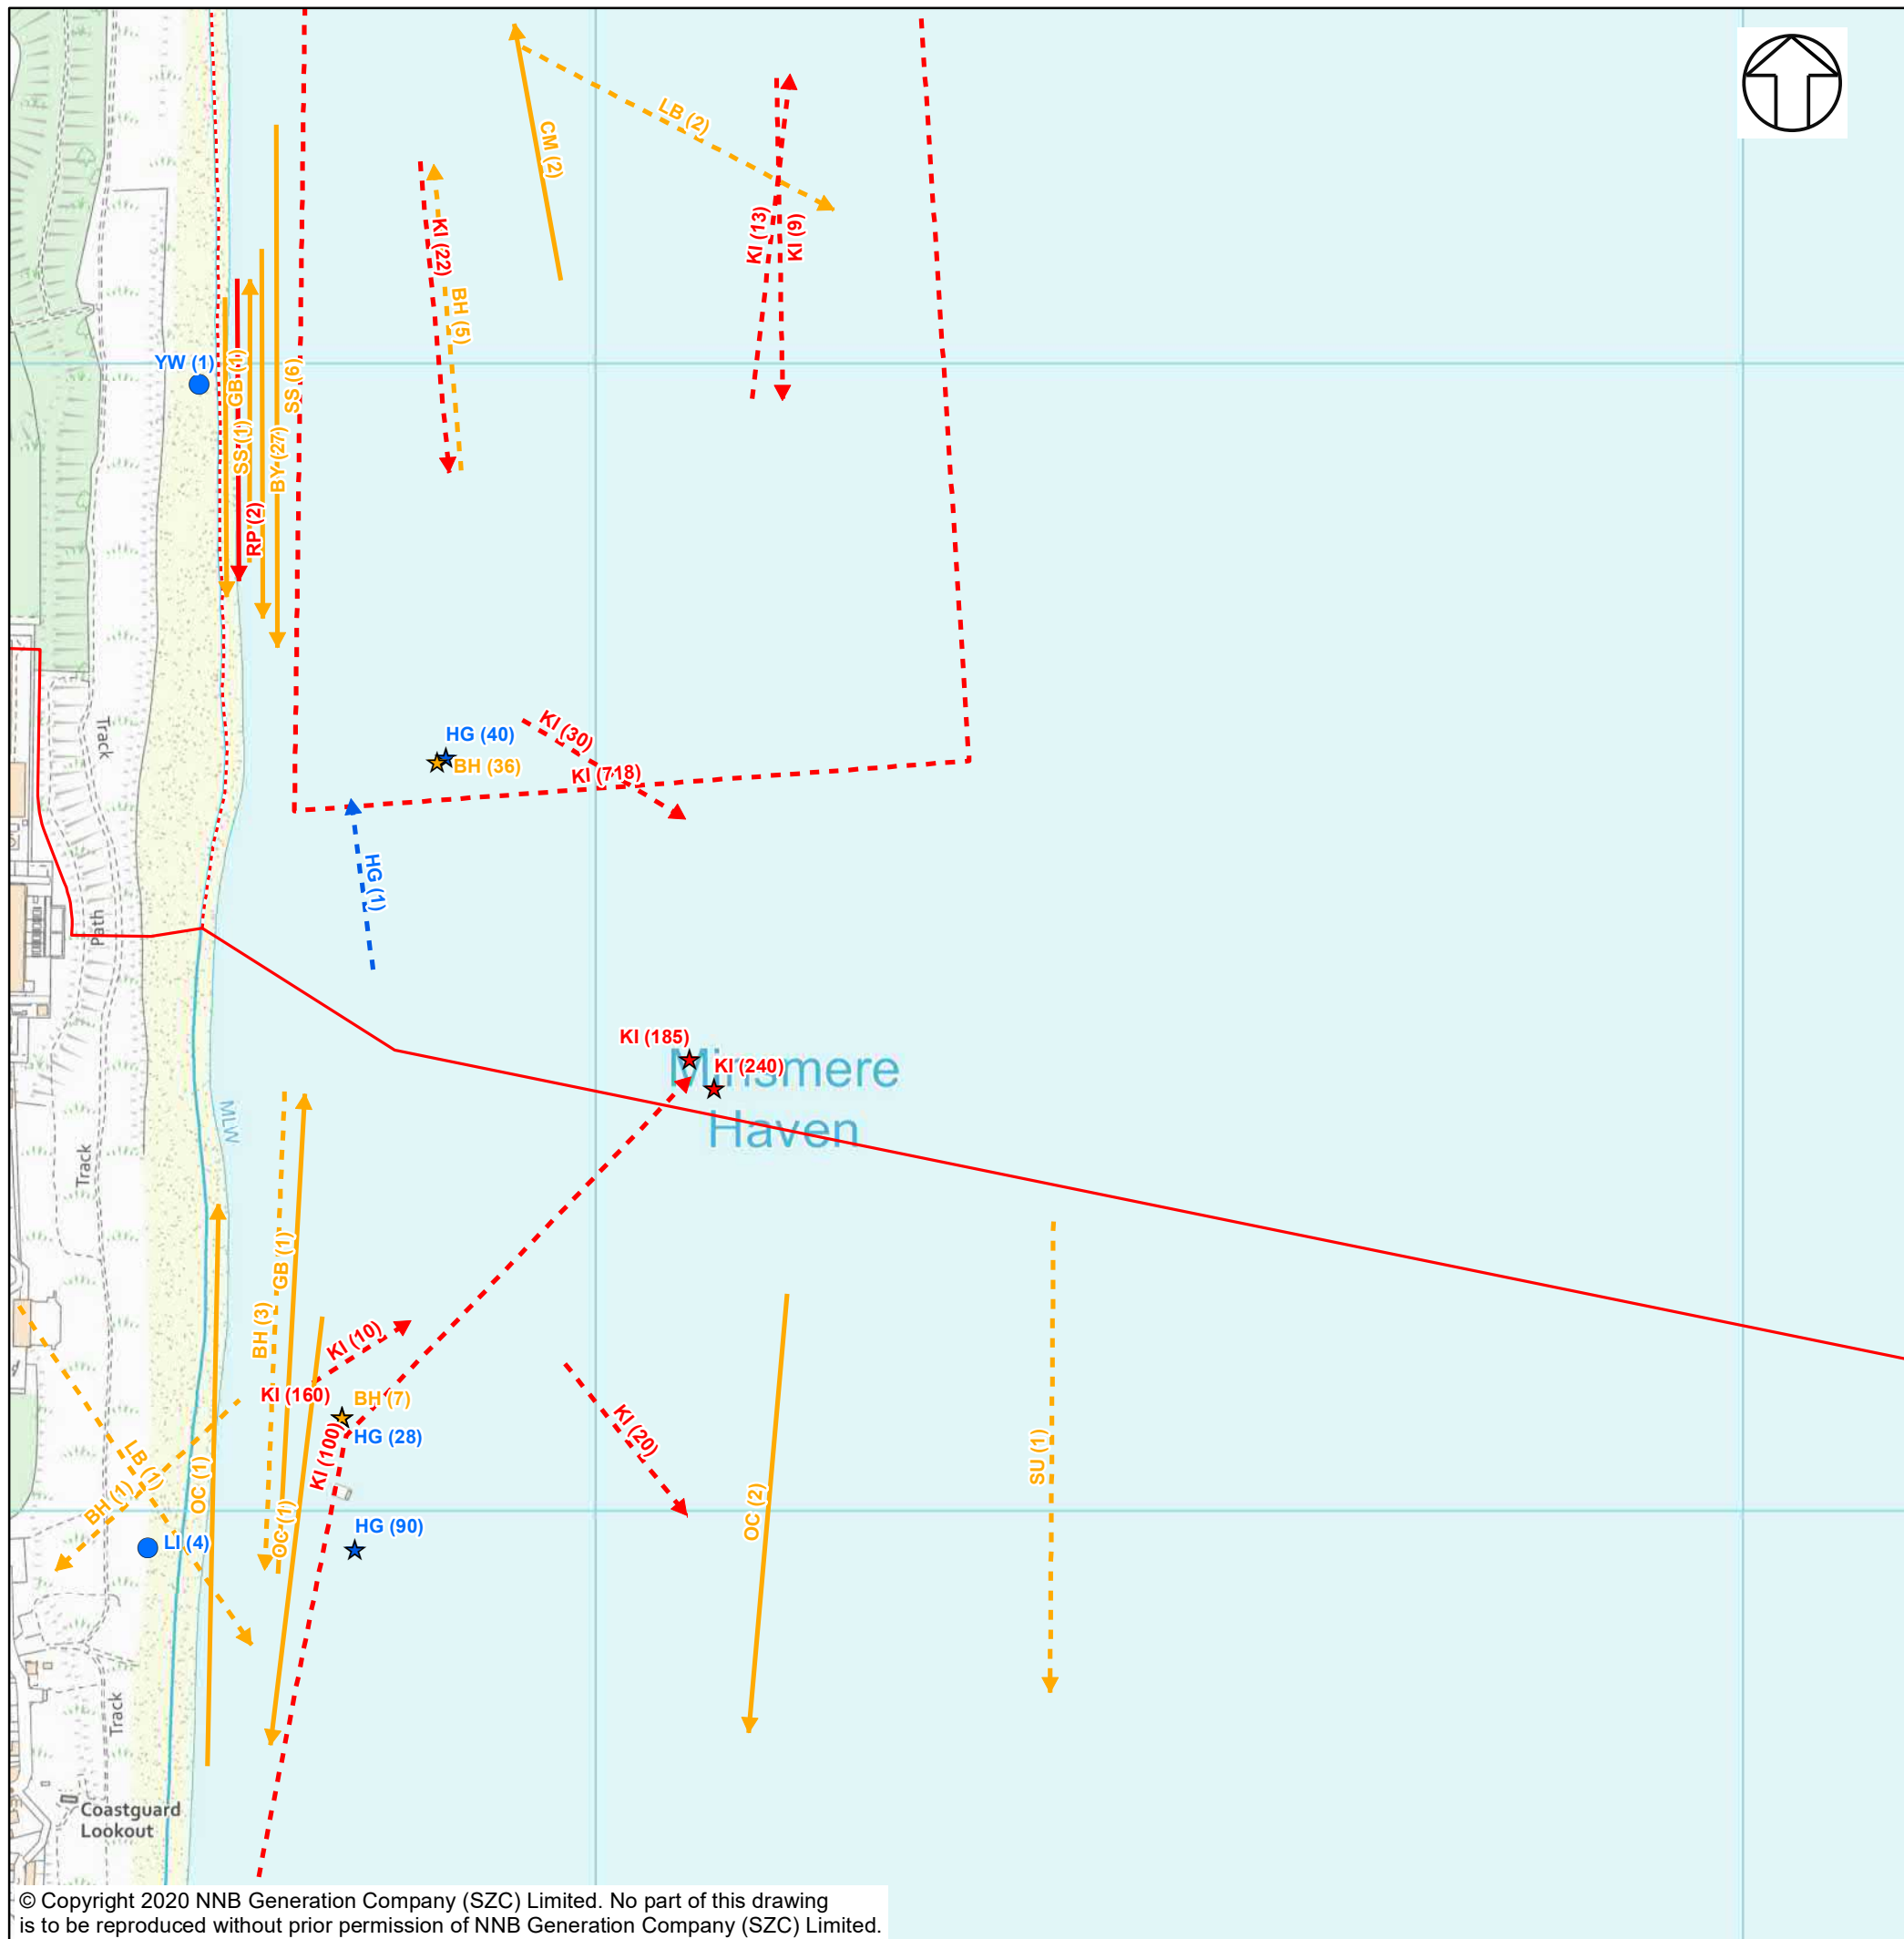 LB (2)
CM (2)
KI (13)
KI (9)
KI (22)
BH (5)
YW (1)
GB (1)
SS (6)
SS (1)
BY (27)
RP (2)
Track
HG (40)
BH (36)
KI (30)
KI (718)
HG (1)
Path
KI (185)
KI (240)
Minsmere
Haven
MLW
Track
GB (1)
BH (3)
KI (10)
KI (160)
BH (7)
HG (28)
KI (100)
KI (20)
SU (1)
LB (1)
BH (1)
OC (1)
OC (1)
OC (2)
LI (4)
HG (90)
Track
Coastguard
Lookout
© Copyright 2020 NNB Generation Company (SZC) Limited. No part of this drawing
is to be reproduced without prior permission of NNB Generation Company (SZC) Limited.